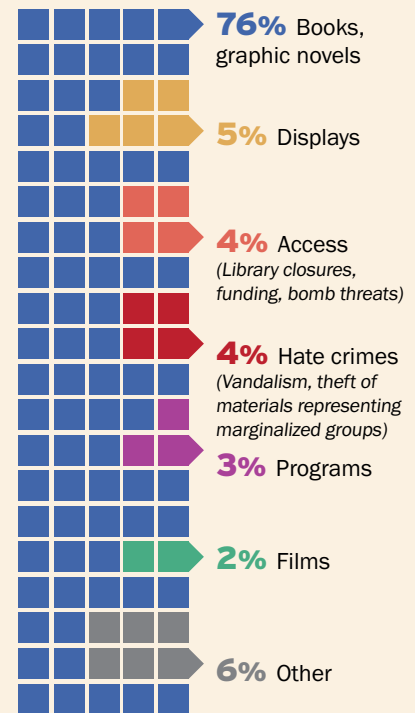 76% Books,
graphic novels
5% Displays
4% Access
(Library closures,
funding, bomb threats)
4% Hate crimes
(Vandalism, theft of
materials representing
marginalized groups)
3% Programs
2% Films
6% Other